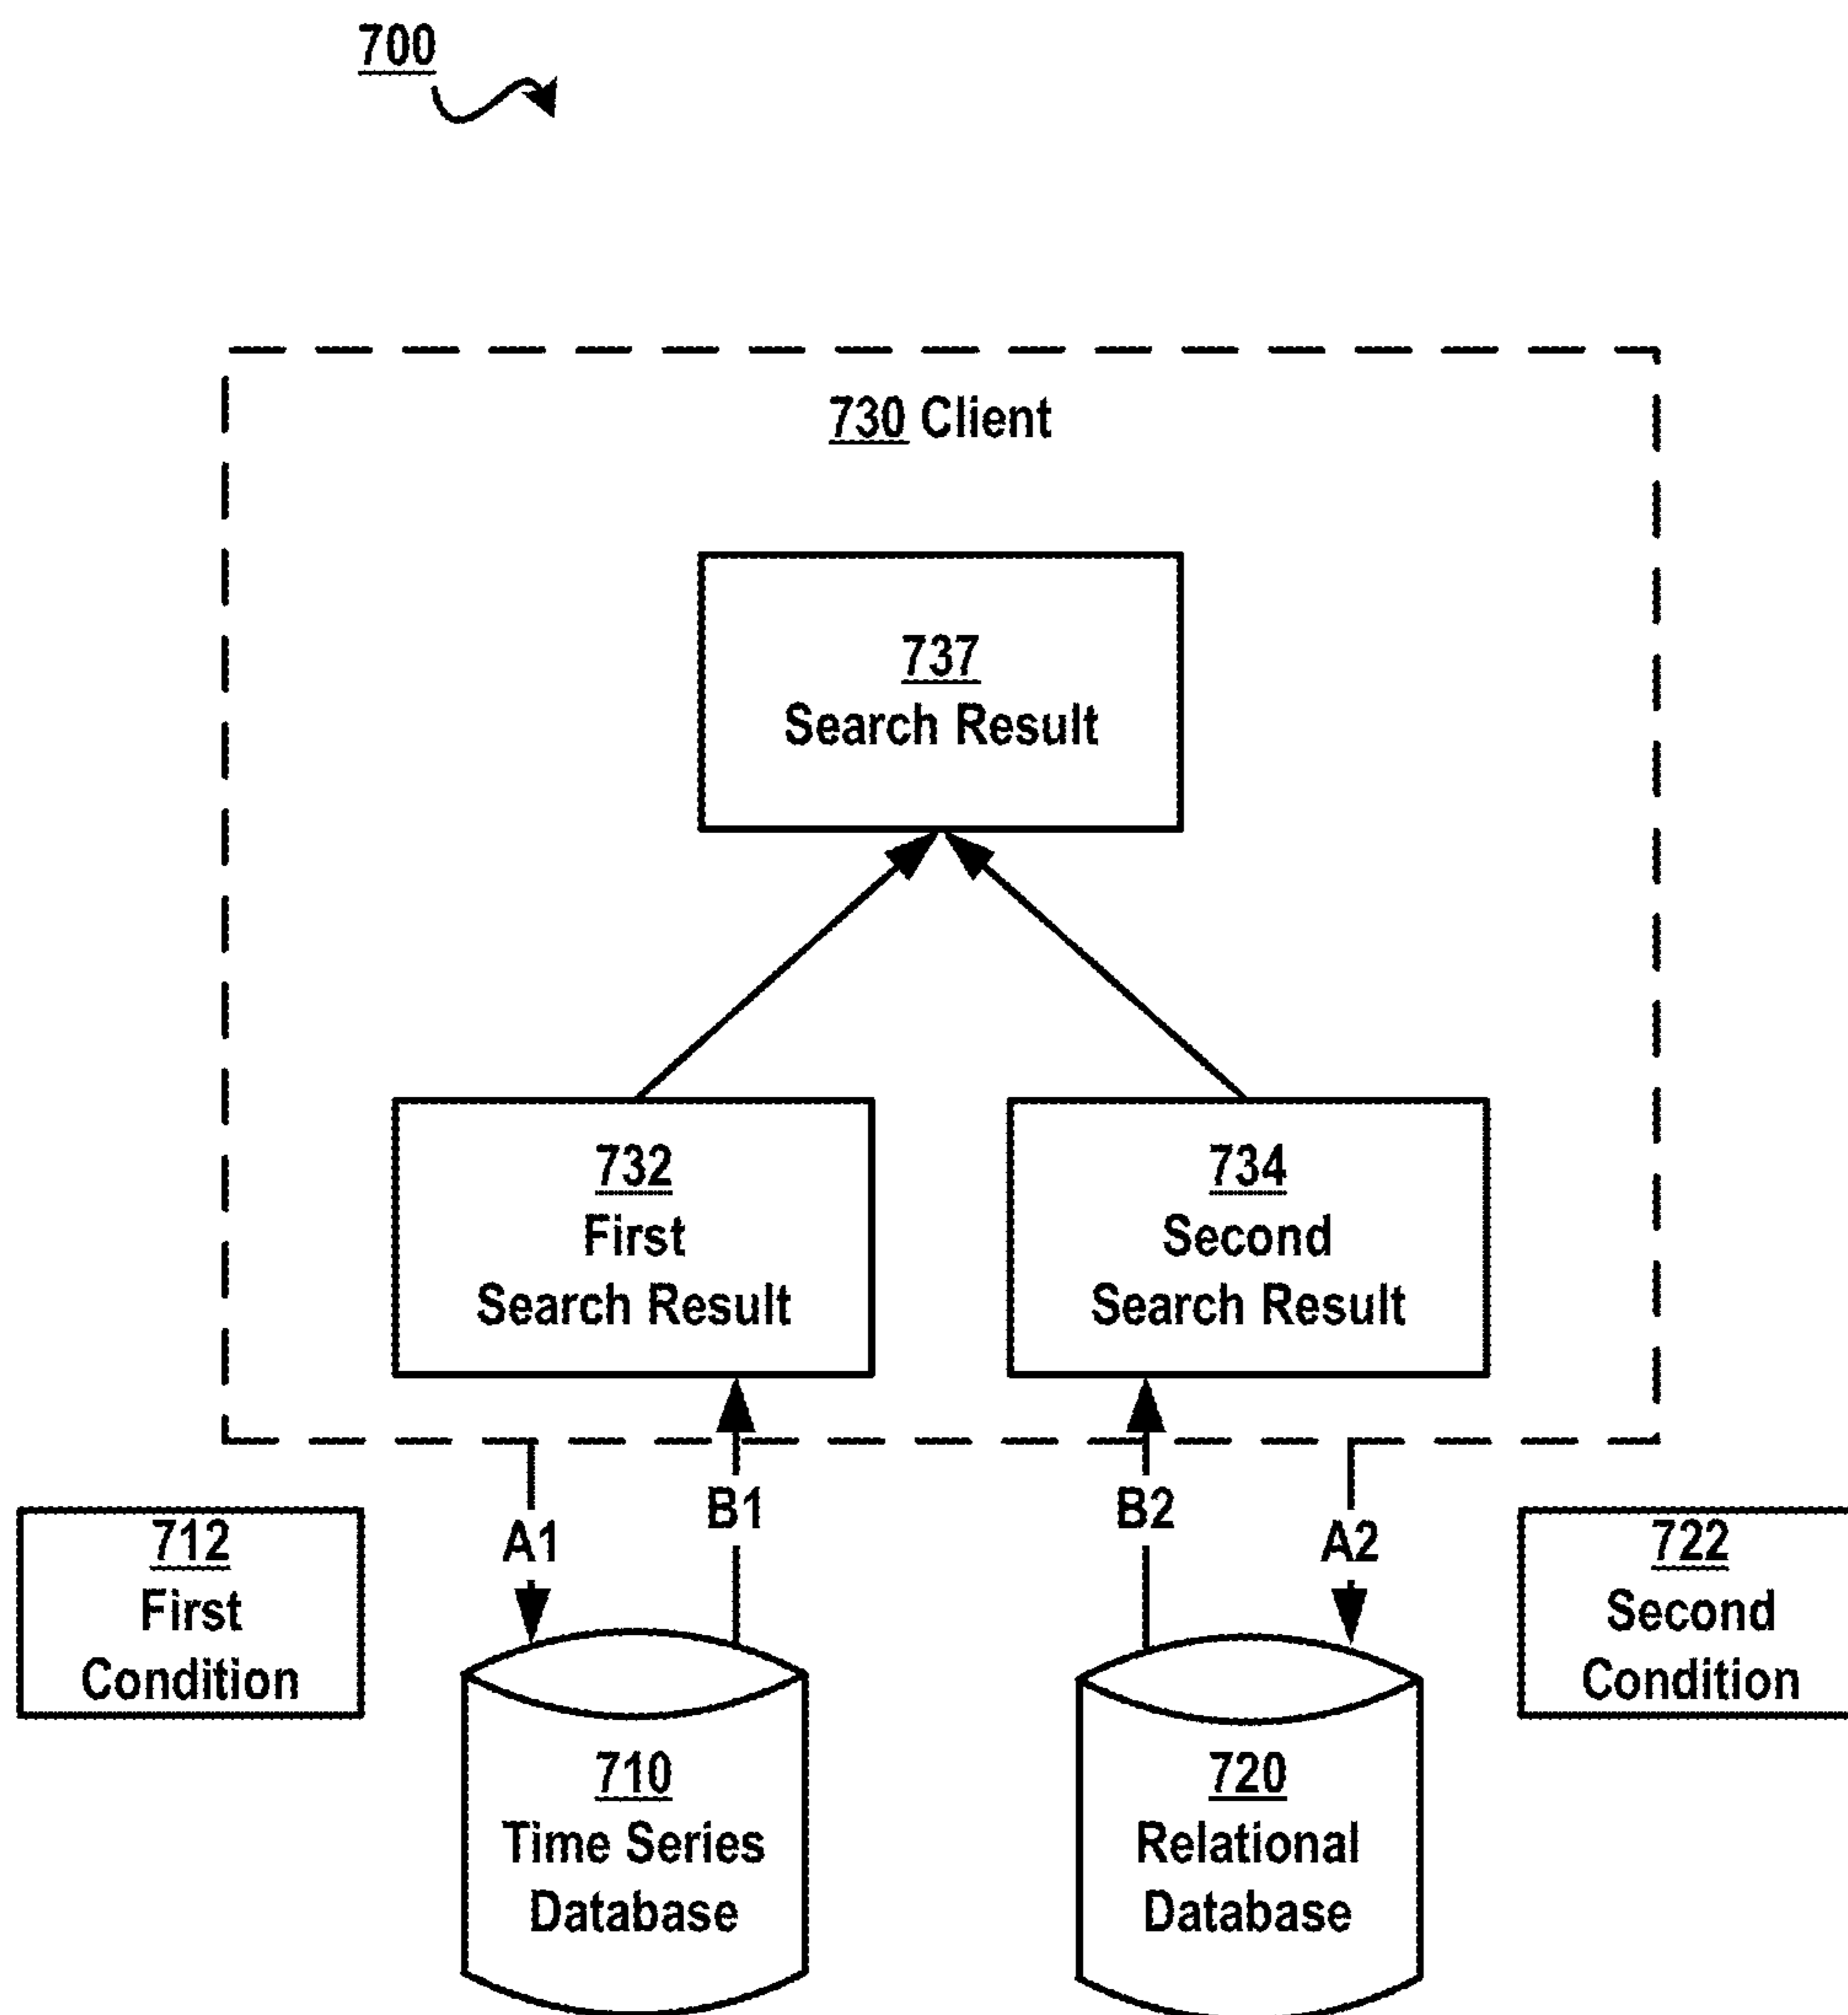 700
730 Client
737
Search Result
732
First
Search Result
734
Second
Search Result
712
First
Condition
A1
B1
B2
A2
722
Second
Condition
710
Time Series
Database
720
Relational
Database